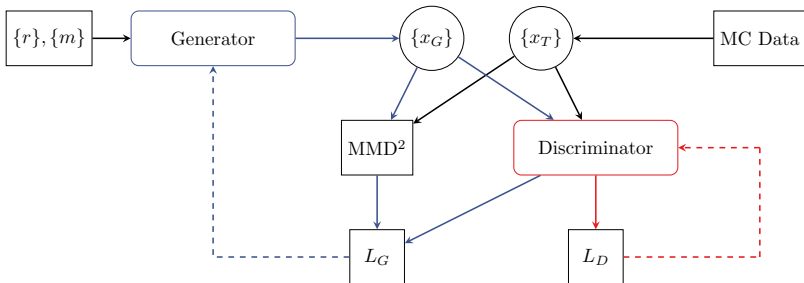 {r}, {m}
Generator
{x_G}
{x_T}
MC Data
MMD²
Discriminator
L_G
L_D